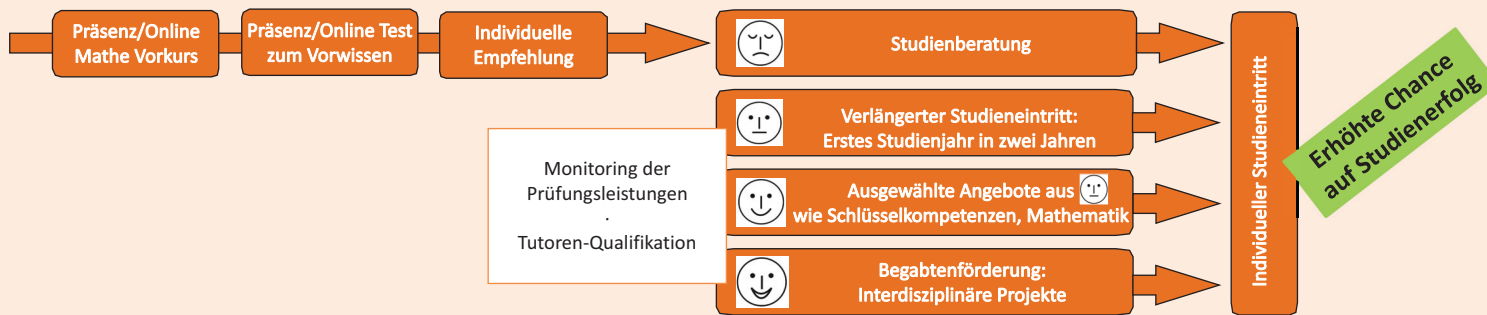 Präsenz/Online
Mathe Vorkurs
Präsenz/Online Test
zum Vorwissen
Individuelle
Empfehlung
Studienberatung
Verlängerter Studieneintritt:
Erstes Studienjahr in zwei Jahren
Monitoring der
Prüfungsleistungen
·
Tutoren-Qualifikation
Ausgewählte Angebote aus
wie Schlüsselkompetenzen, Mathematik
Begabtenförderung:
Interdisziplinäre Projekte
Individueller Studieneintritt
Erhöhte Chance
auf Studienerfolg